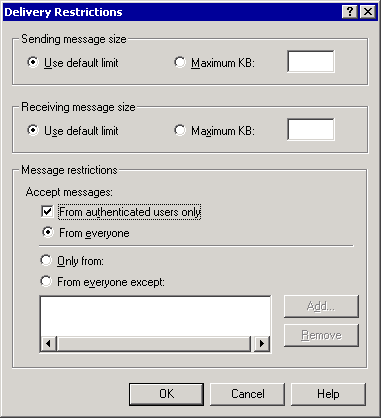 Delivery Restrictions
Sending message size
Use default limit
Maximum KB:
Receiving message size
Use default limit
Maximum KB:
Message restrictions
Accept messages:
From authenticated users only
From everyone
Only from:
From everyone except:
Add...
Remove
OK
Cancel
Help